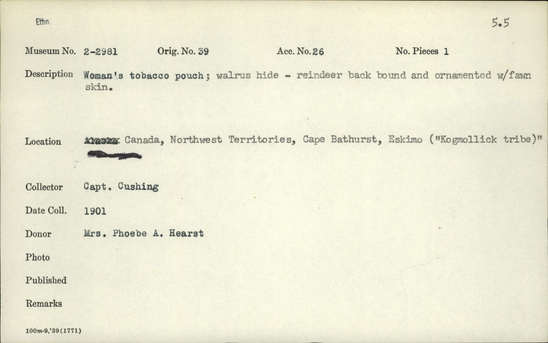 Ethn. 5.5
Museum No. 2-2981 Orig. No. 39 Acc. No. 26 No. Pieces 1
Description Woman's tobacco pouch; walrus hide - reindeer back bound and ornamented w/fawn
skin.
Location Canada, Northwest Territories, Cape Bathurst, Eskimo ("Kogmollick tribe)"
Collector Capt. Cushing
Date Coll. 1901
Donor Mrs. Phoebe A. Hearst
Photo
Published
Remarks
100m-9,'39(1771)